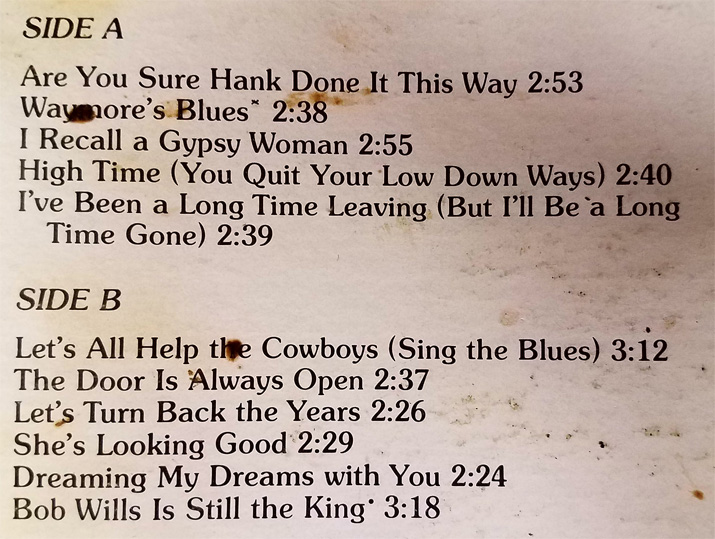 SIDE A
Are You Sure Hank Done It This Way 2:53
Waymore's Blues* 2:38
I Recall a Gypsy Woman 2:55
High Time (You Quit Your Low Down Ways) 2:40
I've Been a Long Time Leaving (But I'll Be a Long
Time Gone) 2:39
SIDE B
Let's All Help the Cowboys (Sing the Blues) 3:12
The Door Is Always Open 2:37
Let's Turn Back the Years 2:26
She's Looking Good 2:29
Dreaming My Dreams with You 2:24
Bob Wills Is Still the King• 3:18